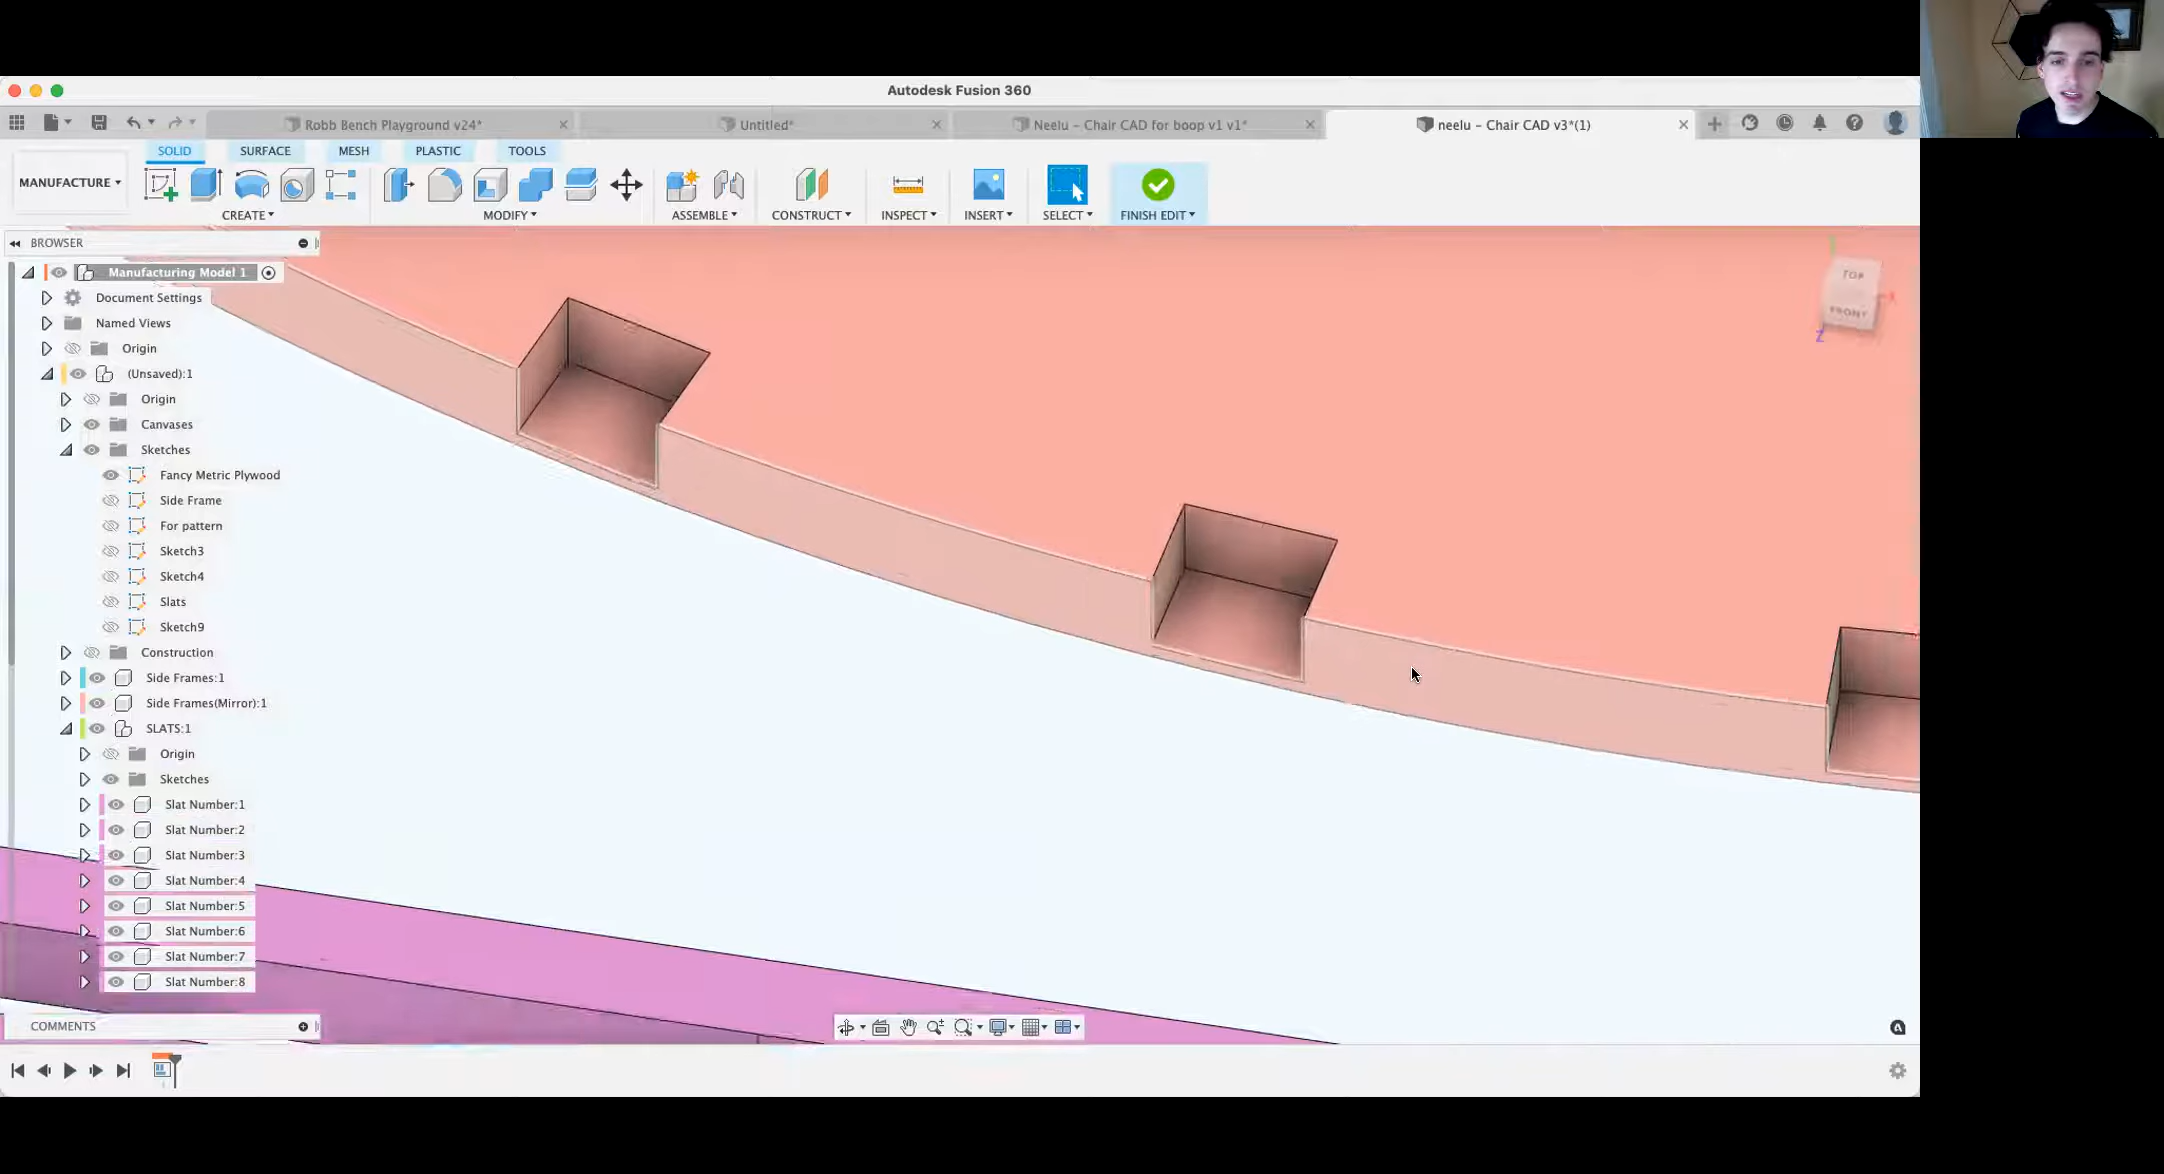 Autodesk Fusion 360
Robb Bench Playground v24*
Untitled*
Neelu - Chair CAD for boop v1 v1*
neelu - Chair CAD v3*(1)
SOLID
SURFACE
MESH
PLASTIC
TOOLS
MANUFACTURE
CREATE
MODIFY
ASSEMBLE
CONSTRUCT
INSPECT
INSERT
SELECT
FINISH EDIT
BROWSER
Manufacturing Model 1
Document Settings
Named Views
Origin
(Unsaved):1
Origin
Canvases
Sketches
Fancy Metric Plywood
Side Frame
For pattern
Sketch3
Sketch4
Slats
Sketch9
Construction
Side Frames:1
Side Frames(Mirror):1
SLATS:1
Origin
Sketches
Slat Number:1
Slat Number:2
Slat Number:3
Slat Number:4
Slat Number:5
Slat Number:6
Slat Number:7
Slat Number:8
TOP
FRONT
X
Z
COMMENTS